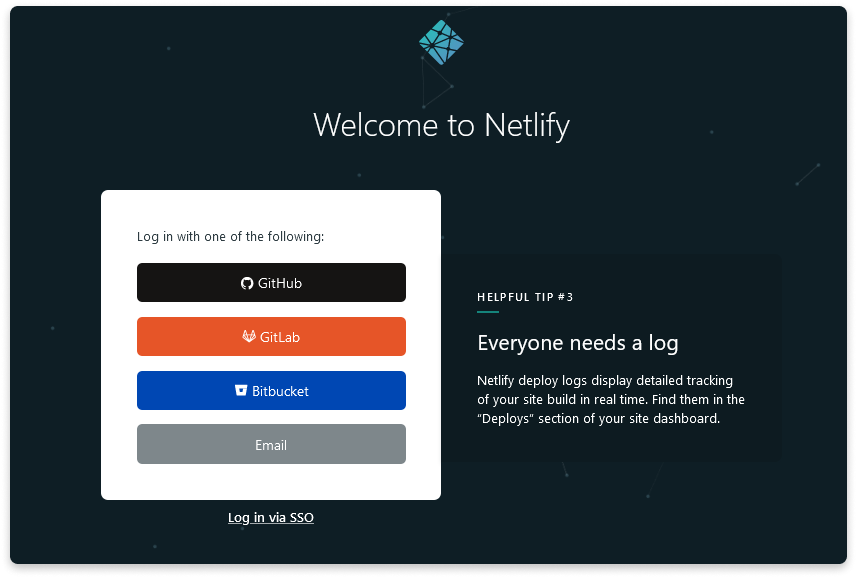 Welcome to Netlify
Log in with one of the following:
GitHub
GitLab
Bitbucket
Email
Log in via SSO
HELPFUL TIP #3
Everyone needs a log
Netlify deploy logs display detailed tracking
of your site build in real time. Find them in the
“Deploys” section of your site dashboard.